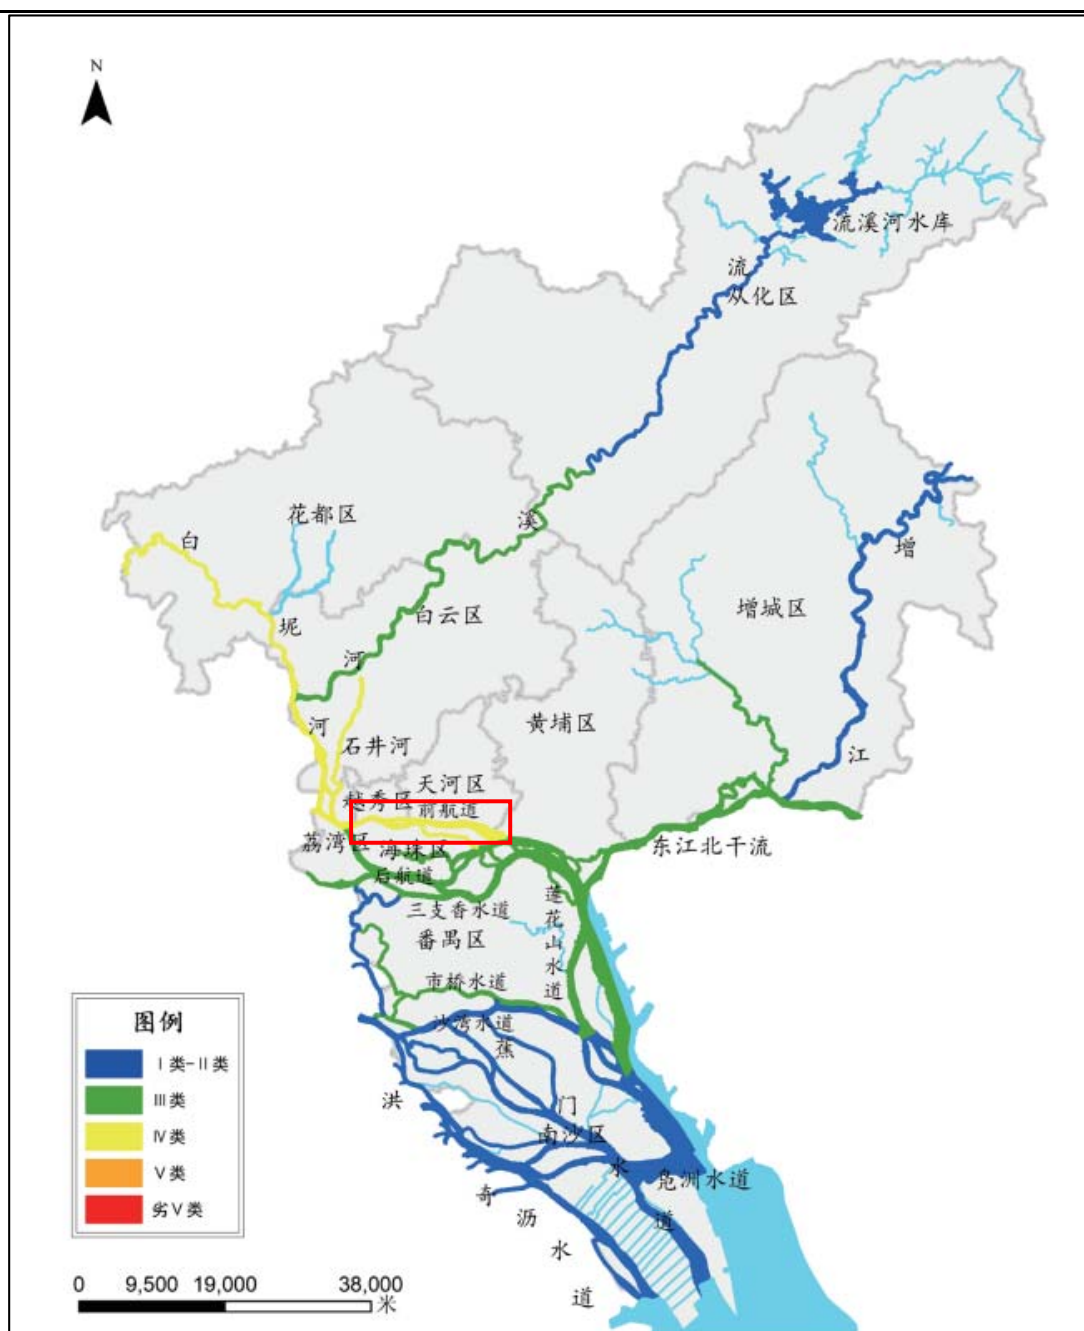 N
流溪河水库
流
从化区
花都区
溪
白
增
坭
白云区
增城区
河
河
石井河
黄埔区
江
天河区
越秀区
前航道
荔湾区
海珠区
东江北干流
后航道
莲花山水道
三支香水道
番禺区
市桥水道
沙湾水道
蕉
门
洪
南沙区
水
凫洲水道
奇
道
沥
水
道
图例
Ⅰ类-Ⅱ类
Ⅲ类
Ⅳ类
Ⅴ类
劣Ⅴ类
0 9,500 19,000 38,000
米